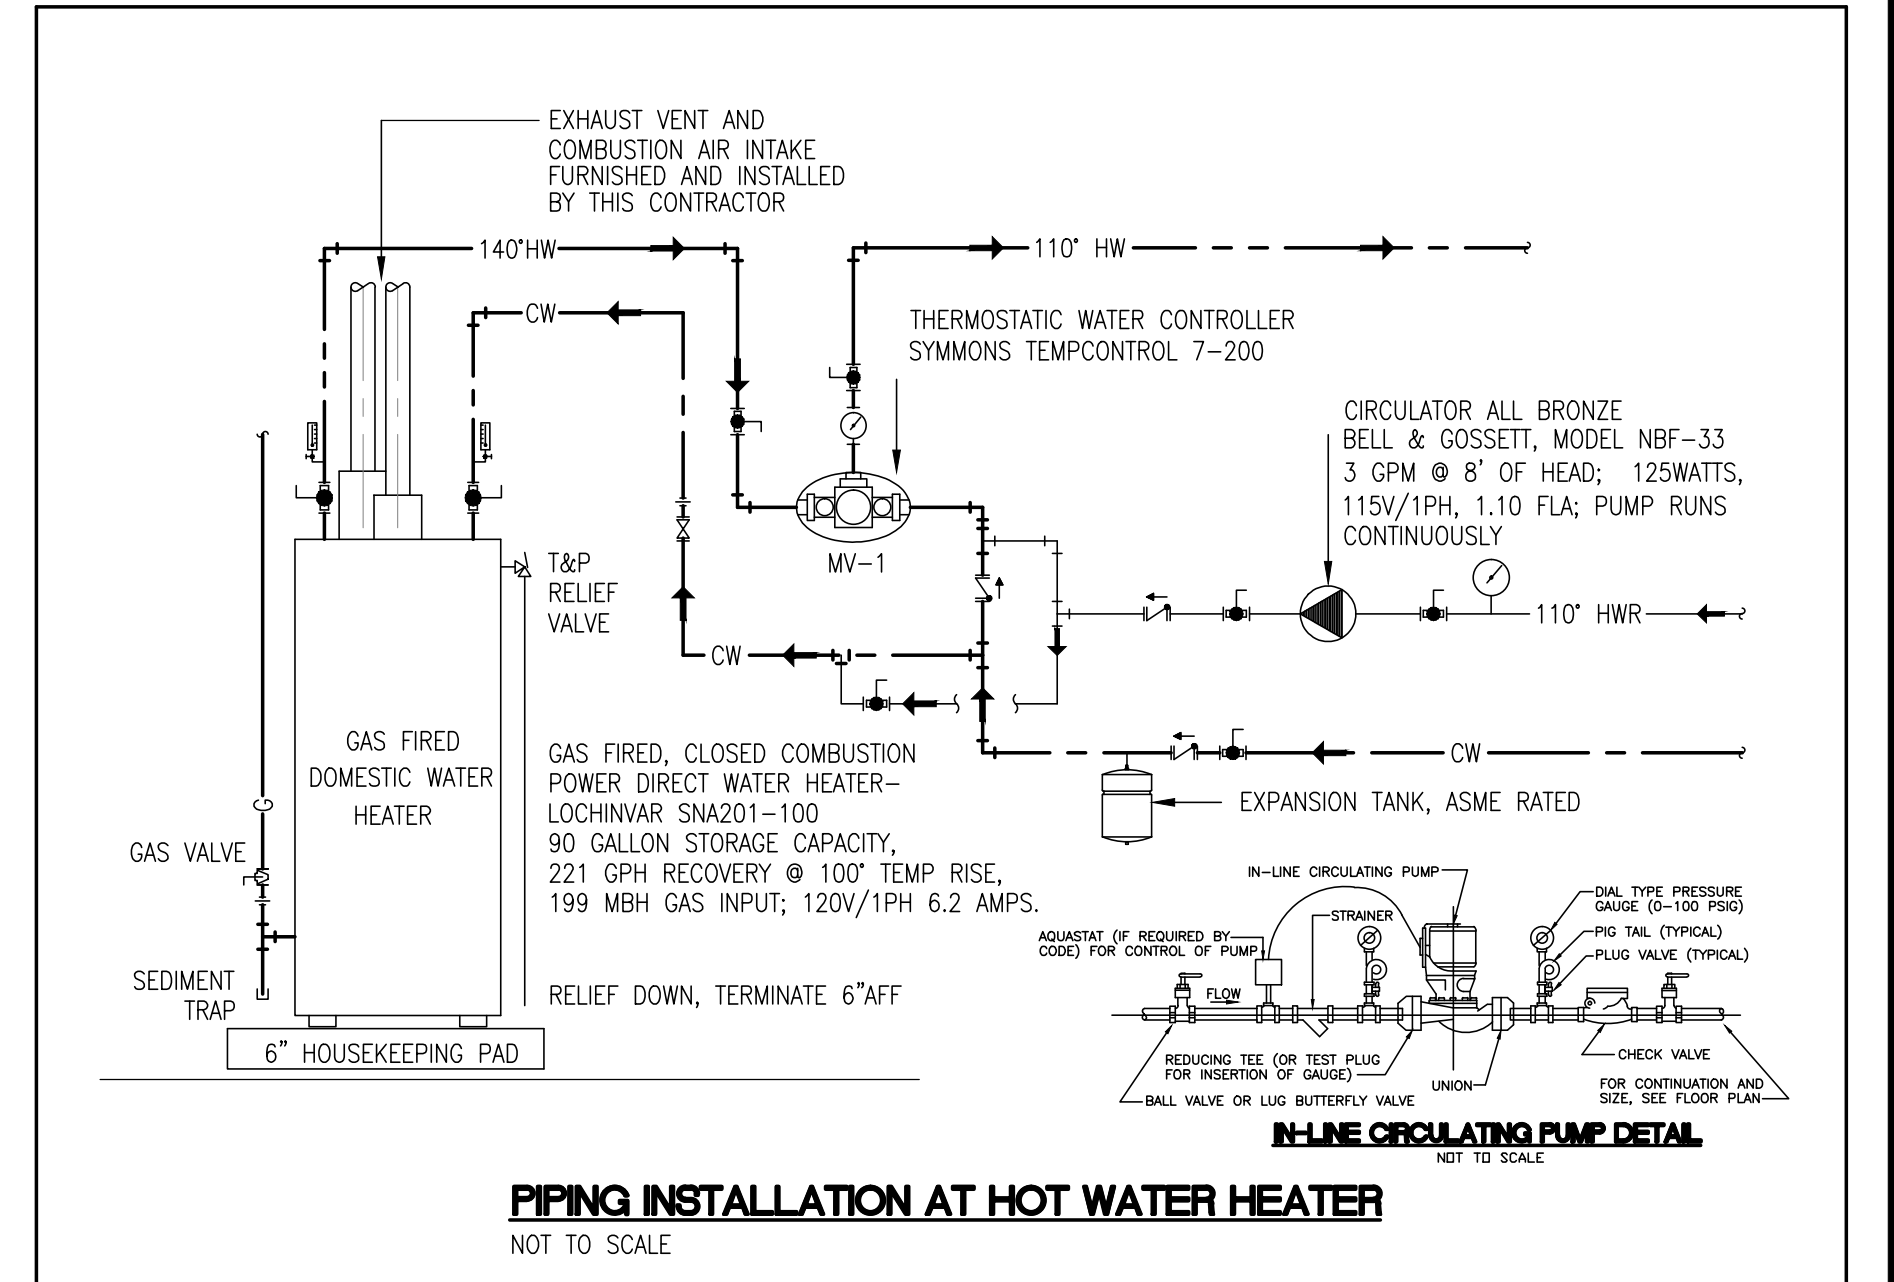 EXHAUST VENT AND
COMBUSTION AIR INTAKE
FURNISHED AND INSTALLED
BY THIS CONTRACTOR
140°HW
110° HW
CW
THERMOSTATIC WATER CONTROLLER
SYMMONS TEMPCONTROL 7-200
CIRCULATOR ALL BRONZE
BELL & GOSSETT, MODEL NBF-33
3 GPM @ 8' OF HEAD; 125WATTS,
115V/1PH, 1.10 FLA; PUMP RUNS
CONTINUOUSLY
MV-1
T&P
RELIEF
VALVE
110° HWR
CW
GAS FIRED
DOMESTIC WATER
HEATER
GAS FIRED, CLOSED COMBUSTION
POWER DIRECT WATER HEATER-
LOCHINVAR SNA201-100
90 GALLON STORAGE CAPACITY,
221 GPH RECOVERY @ 100° TEMP RISE,
199 MBH GAS INPUT; 120V/1PH 6.2 AMPS.
CW
EXPANSION TANK, ASME RATED
G
GAS VALVE
SEDIMENT
TRAP
RELIEF DOWN, TERMINATE 6"AFF
6" HOUSEKEEPING PAD
IN-LINE CIRCULATING PUMP
STRAINER
AQUASTAT (IF REQUIRED BY
CODE) FOR CONTROL OF PUMP
DIAL TYPE PRESSURE
GAUGE (0-100 PSIG)
PIG TAIL (TYPICAL)
PLUG VALVE (TYPICAL)
FLOW
REDUCING TEE (OR TEST PLUG
FOR INSERTION OF GAUGE)
UNION
CHECK VALVE
BALL VALVE OR LUG BUTTERFLY VALVE
FOR CONTINUATION AND
SIZE, SEE FLOOR PLAN
IN-LINE CIRCULATING PUMP DETAIL
NOT TO SCALE
PIPING INSTALLATION AT HOT WATER HEATER
NOT TO SCALE